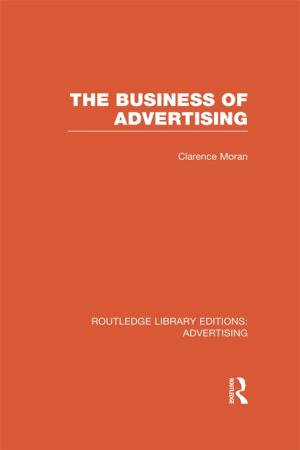 THE BUSINESS OF
ADVERTISING
Clarence Moran
ROUTLEDGE LIBRARY EDITIONS:
ADVERTISING
ROUTLEDGE